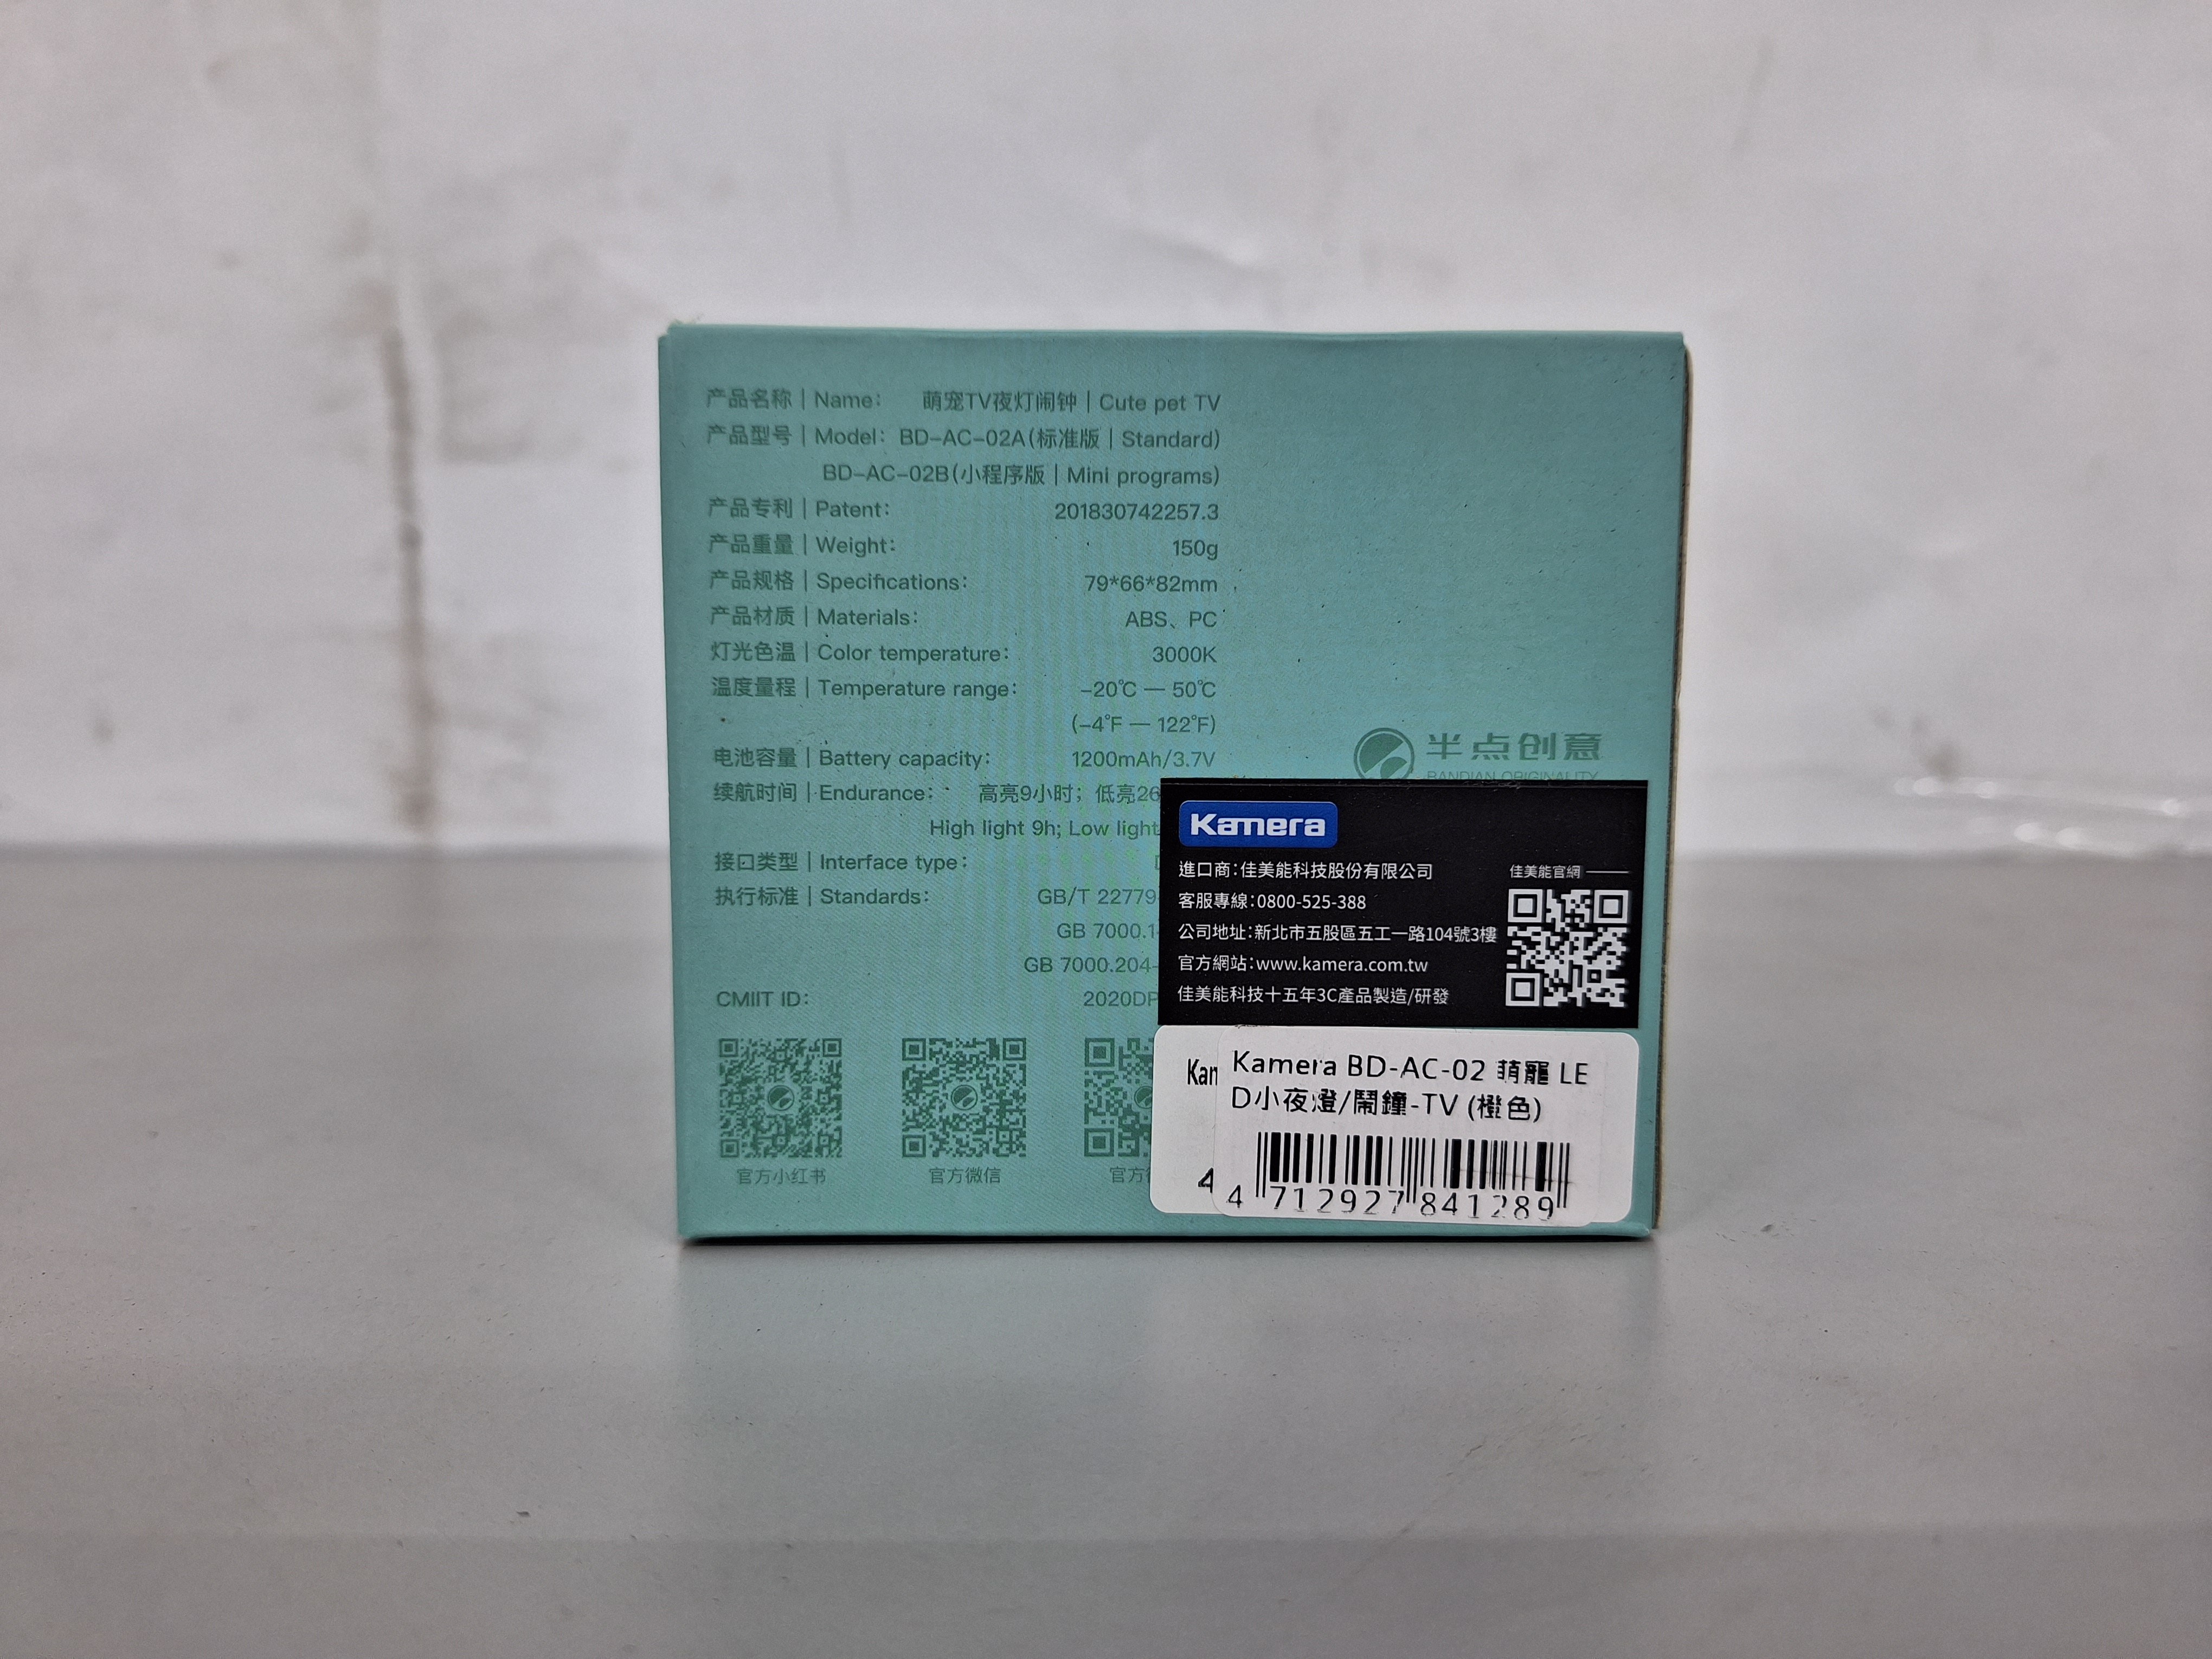 产品名称 | Name: 萌宠TV夜灯闹钟 | Cute pet TV
产品型号 | Model: BD-AC-02A(标准版 | Standard)
BD-AC-02B(小程序版 | Mini programs)
产品专利 | Patent: 201830742257.3
产品重量 | Weight: 150g
产品规格 | Specifications: 79*66*82mm
产品材质 | Materials: ABS、PC
灯光色温 | Color temperature: 3000K
温度量程 | Temperature range: -20℃ — 50℃
(-4℉ — 122℉)
电池容量 | Battery capacity: 1200mAh/3.7V
续航时间 | Endurance: 高亮9小时；低亮26
High light 9h; Low light
接口类型 | Interface type:
执行标准 | Standards: GB/T 22779
GB 7000.1
GB 7000.204-
CMIIT ID: 2020DP
官方小红书
官方微信
官方
半点创意
BANDIAN ORIGINALITY
Kamera
進口商:佳美能科技股份有限公司
客服專線:0800-525-388
公司地址:新北市五股區五工一路104號3樓
官方網站:www.kamera.com.tw
佳美能科技十五年3C產品製造/研發
佳美能官網
Kam
4
Kamera BD-AC-02 萌寵 LE
D小夜燈/鬧鐘-TV (橙色)
4 712927 841289